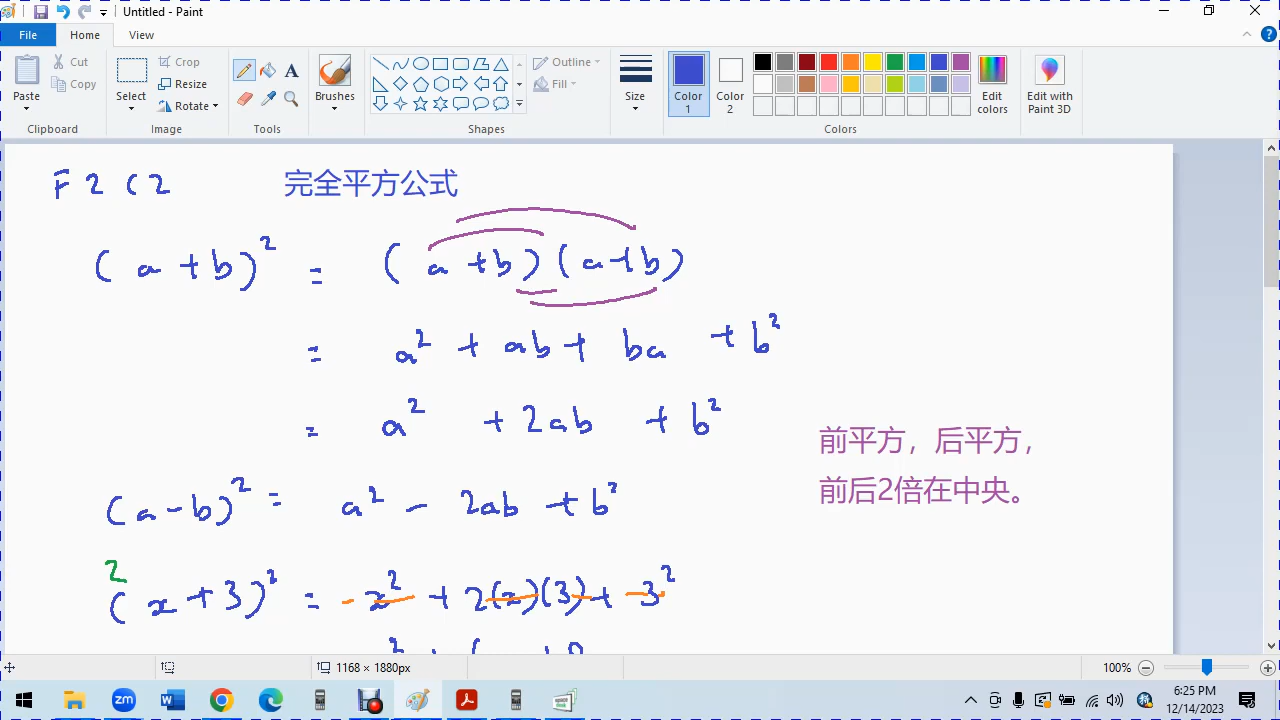 Untitled - Paint
File Home View
Paste Cut Copy Select Crop Resize Rotate Brushes Outline Fill Size Color 1 Color 2 Edit colors Edit with Paint 3D
Clipboard Image Tools Shapes Colors
F2 C2 完全平方公式
(a+b)² = (a+b)(a+b)
= a² + ab + ba + b²
= a² + 2ab + b²
前平方，后平方，
前后2倍在中央。
(a-b)² = a² - 2ab + b²
2
(x+3)² = x² + 2(x)(3) + 3²
1168 × 1880px 100%
6:25 PM
12/14/2023